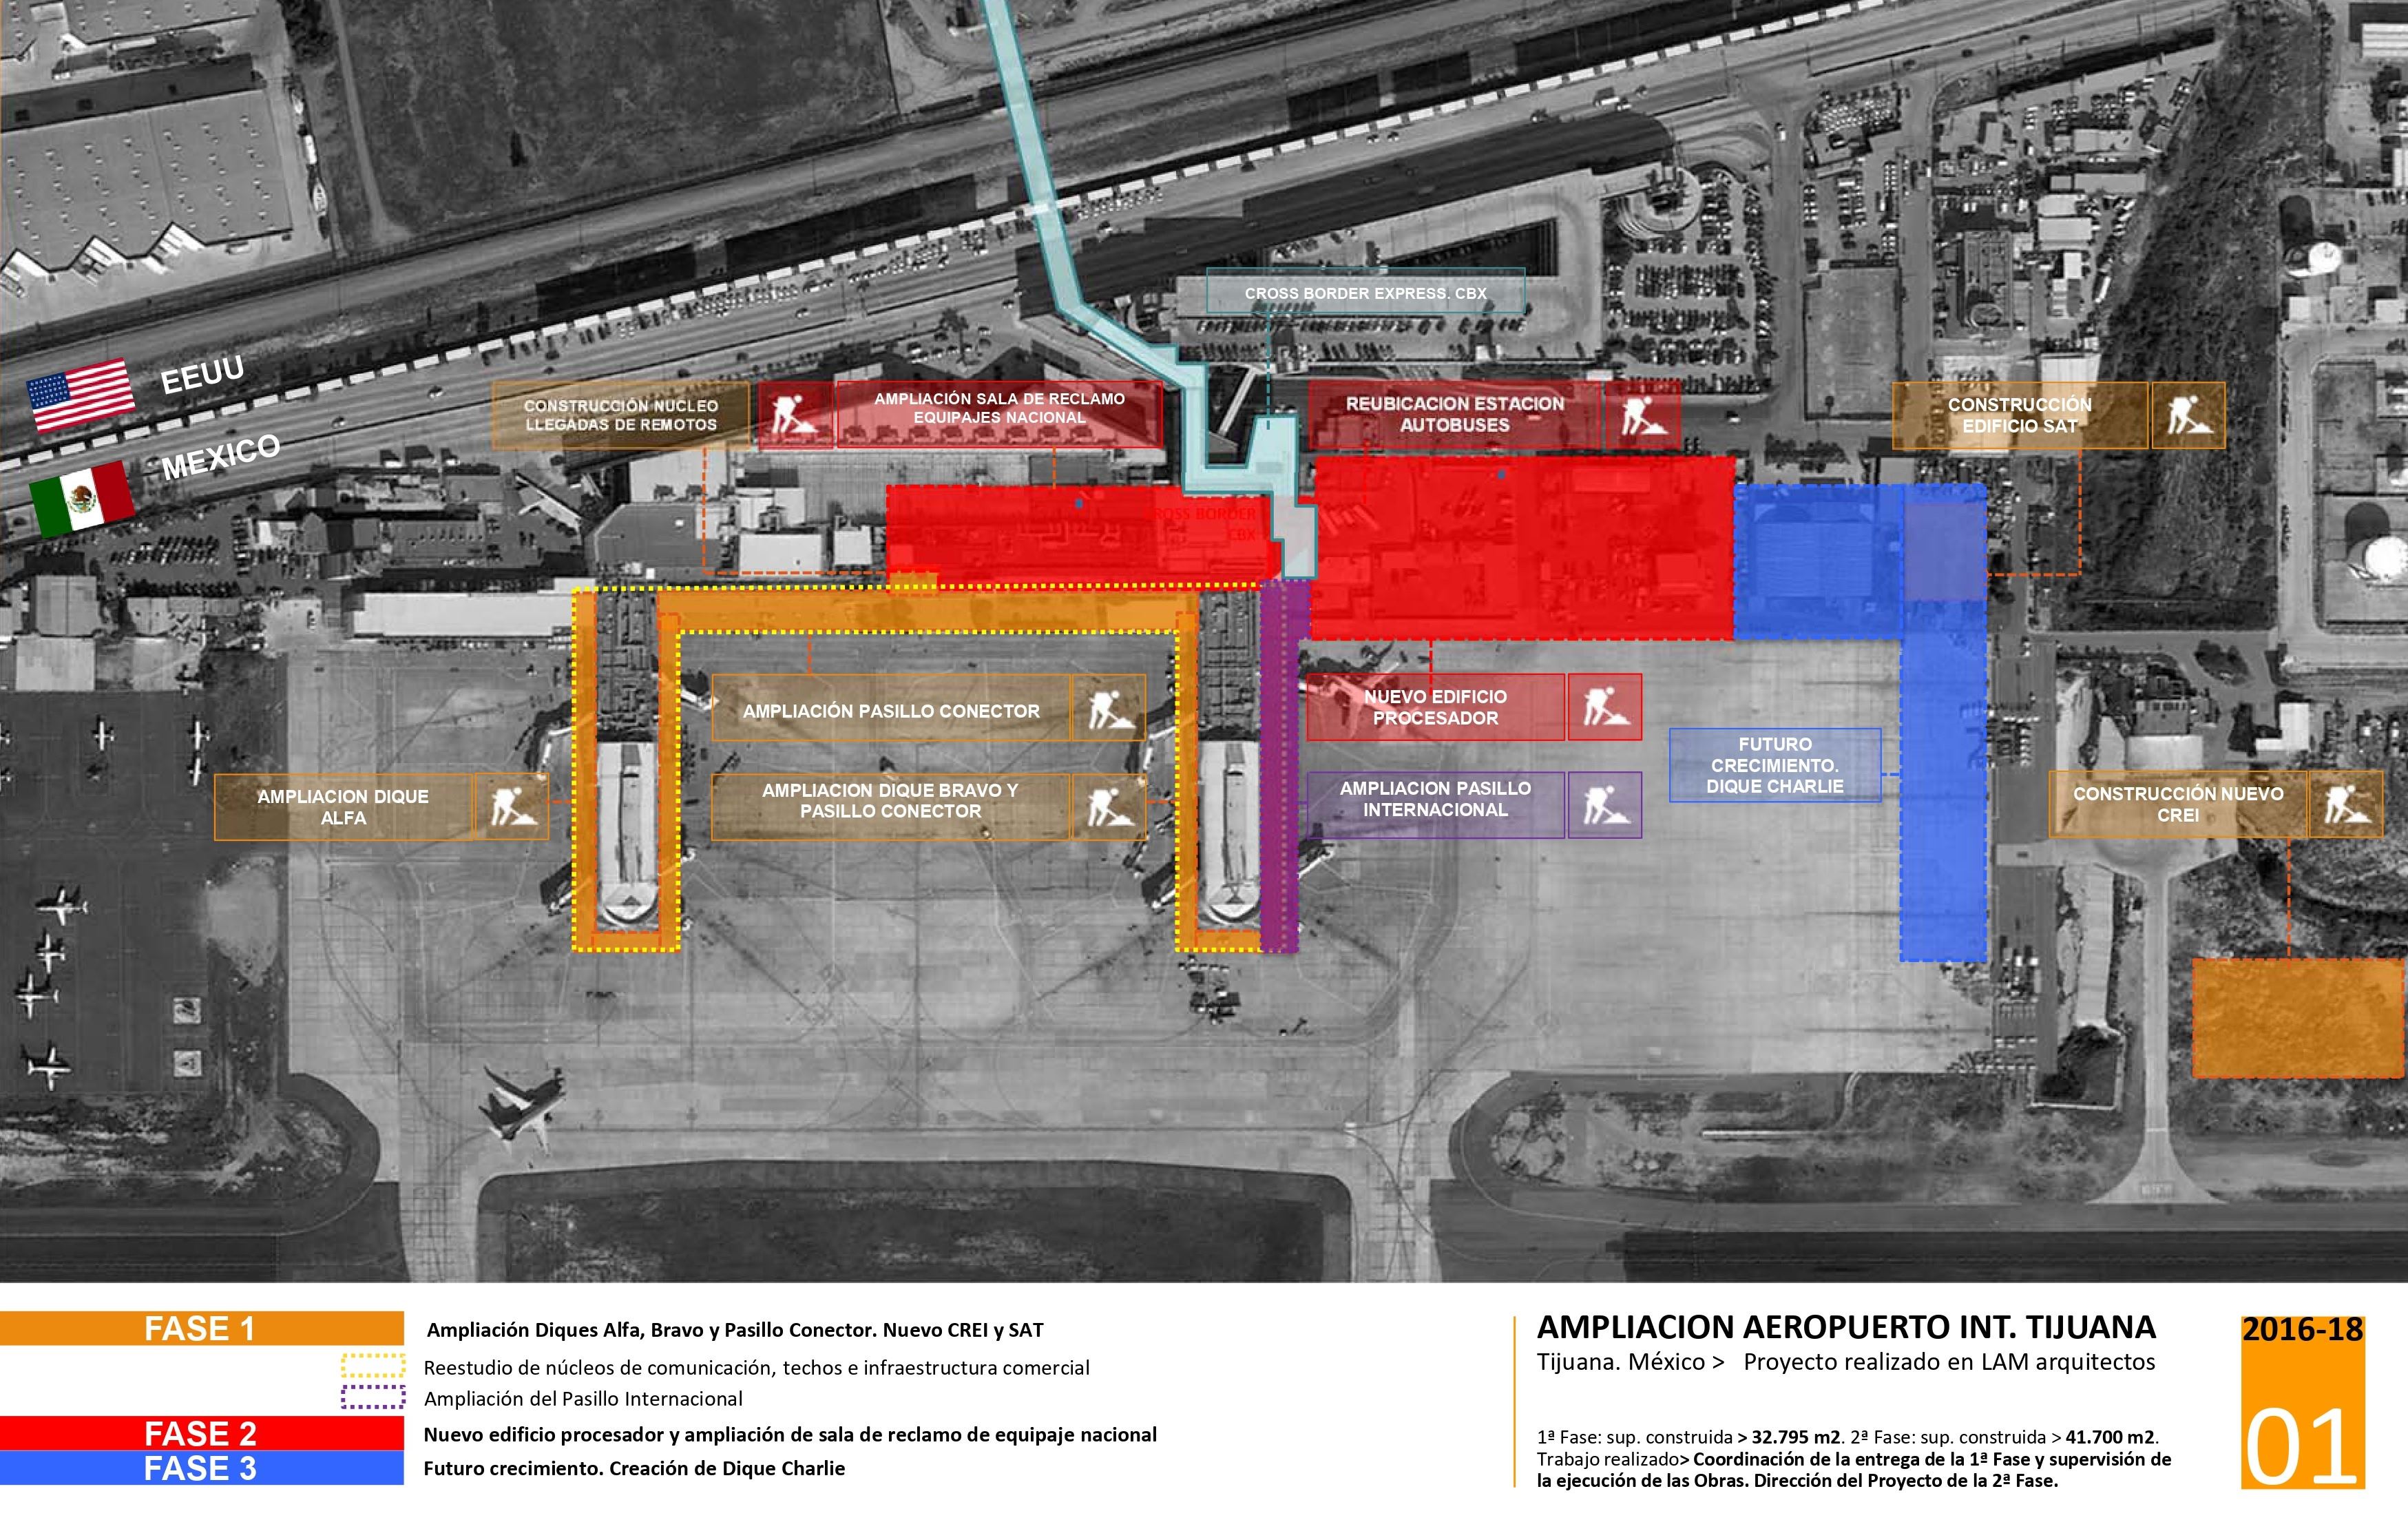 CROSS BORDER EXPRESS. CBX
EEUU
MEXICO
CONSTRUCCIÓN NUCLEO
LLEGADAS DE REMOTOS
AMPLIACIÓN SALA DE RECLAMO
EQUIPAJES NACIONAL
REUBICACION ESTACION
AUTOBUSES
CONSTRUCCIÓN
EDIFICIO SAT
ROSS BORDER
CBX
AMPLIACIÓN PASILLO CONECTOR
NUEVO EDIFICIO
PROCESADOR
FUTURO
CRECIMIENTO.
DIQUE CHARLIE
AMPLIACION DIQUE
ALFA
AMPLIACION DIQUE BRAVO Y
PASILLO CONECTOR
AMPLIACION PASILLO
INTERNACIONAL
CONSTRUCCIÓN NUEVO
CREI
FASE 1
Ampliación Diques Alfa, Bravo y Pasillo Conector. Nuevo CREI y SAT
Reestudio de núcleos de comunicación, techos e infraestructura comercial
Ampliación del Pasillo Internacional
FASE 2
Nuevo edificio procesador y ampliación de sala de reclamo de equipaje nacional
FASE 3
Futuro crecimiento. Creación de Dique Charlie
AMPLIACION AEROPUERTO INT. TIJUANA
Tijuana. México > Proyecto realizado en LAM arquitectos
1ª Fase: sup. construida > 32.795 m2. 2ª Fase: sup. construida > 41.700 m2.
Trabajo realizado> Coordinación de la entrega de la 1ª Fase y supervisión de
la ejecución de las Obras. Dirección del Proyecto de la 2ª Fase.
2016-18
01